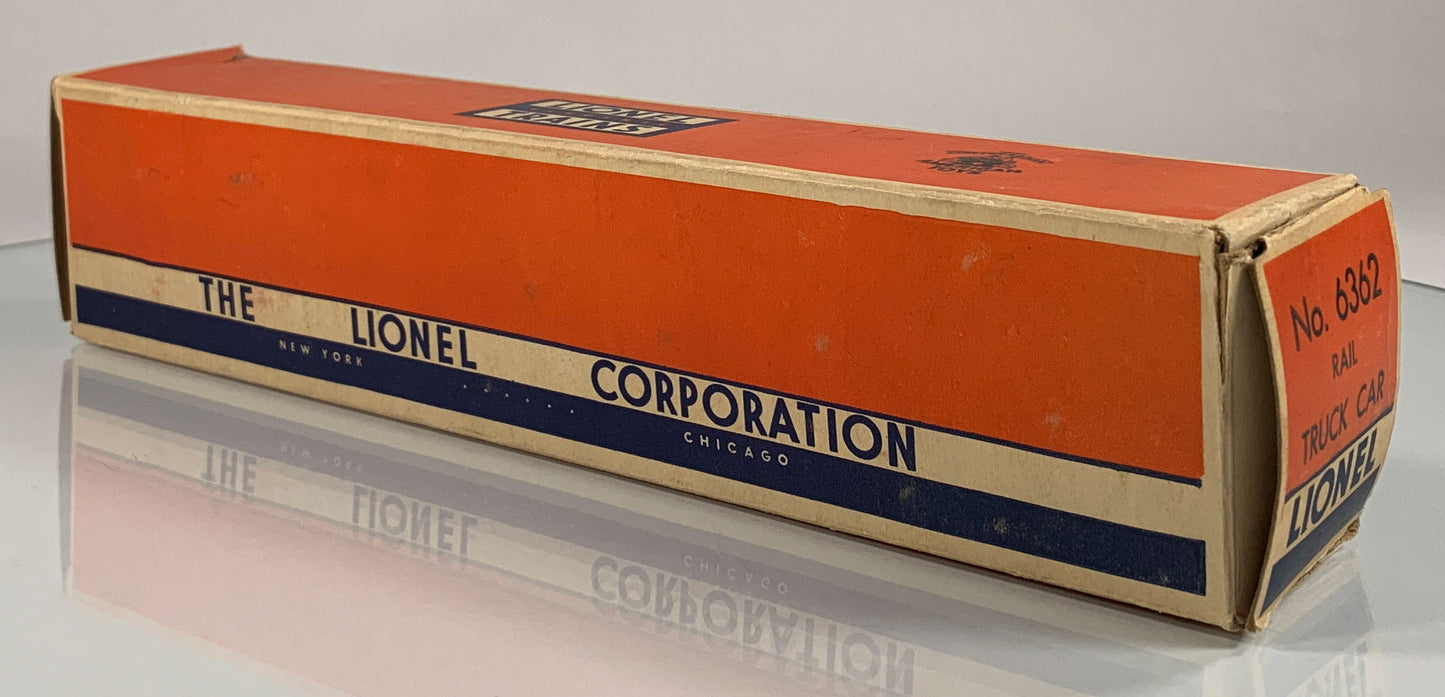 LIONEL
TRAINS
THE LIONEL CORPORATION
NEW YORK ..... CHICAGO
No. 6362
RAIL
TRUCK CAR
LIONEL